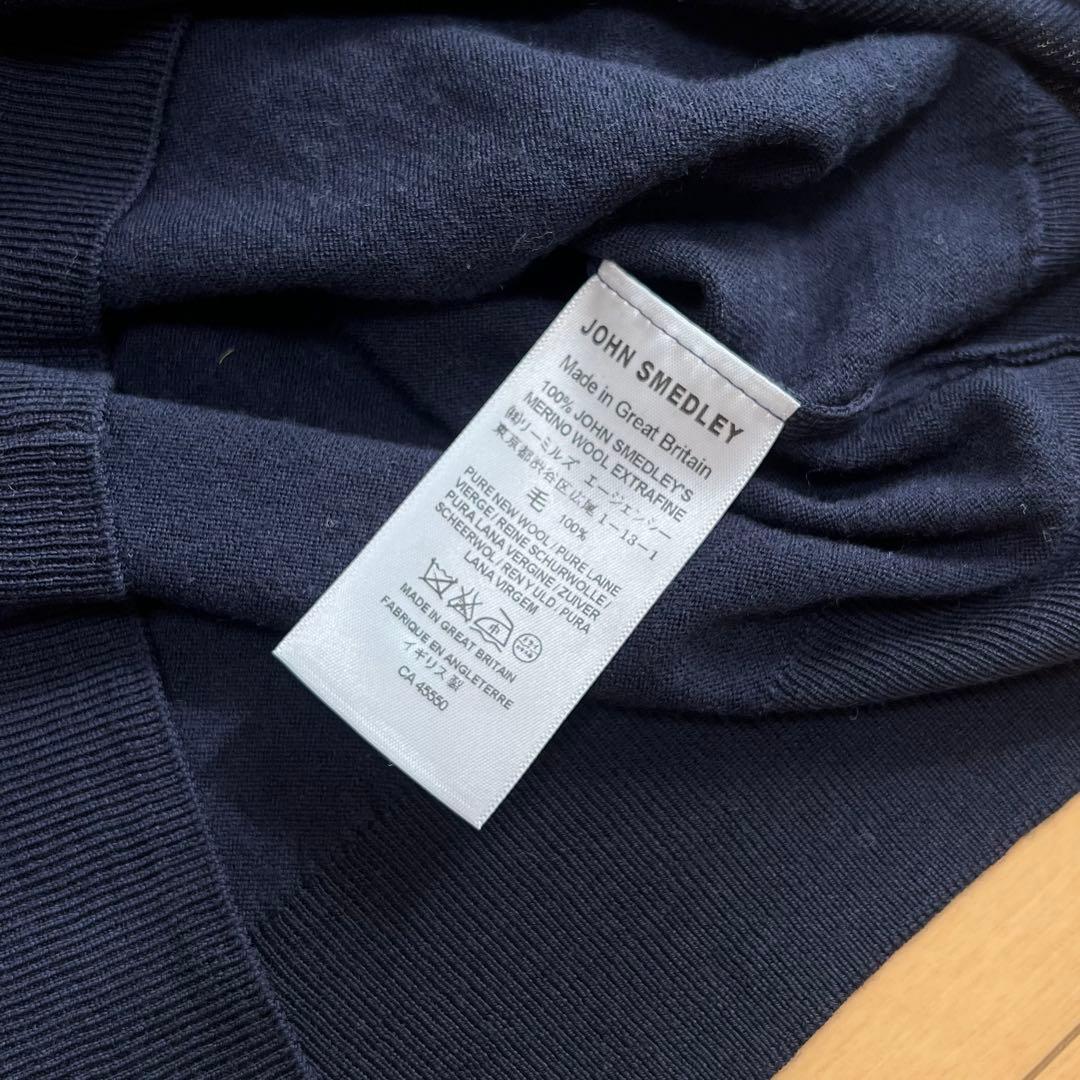 JOHN SMEDLEY
Made in Great Britain
100% JOHN SMEDLEY'S
MERINO WOOL EXTRAFINE
㈱リーミルズ エージェンシー
東京都渋谷区広尾 1-13-1
毛 100%
PURE NEW WOOL / PURE LAINE
VIERGE / REINE SCHURWOLLE /
PURA LANA VERGINE / ZUIVER
SCHEERWOL / REN Y ULD / PURA
LANA VIRGEM
MADE IN GREAT BRITAIN
FABRIQUE EN ANGLETERRE
イギリス製
CA 45550